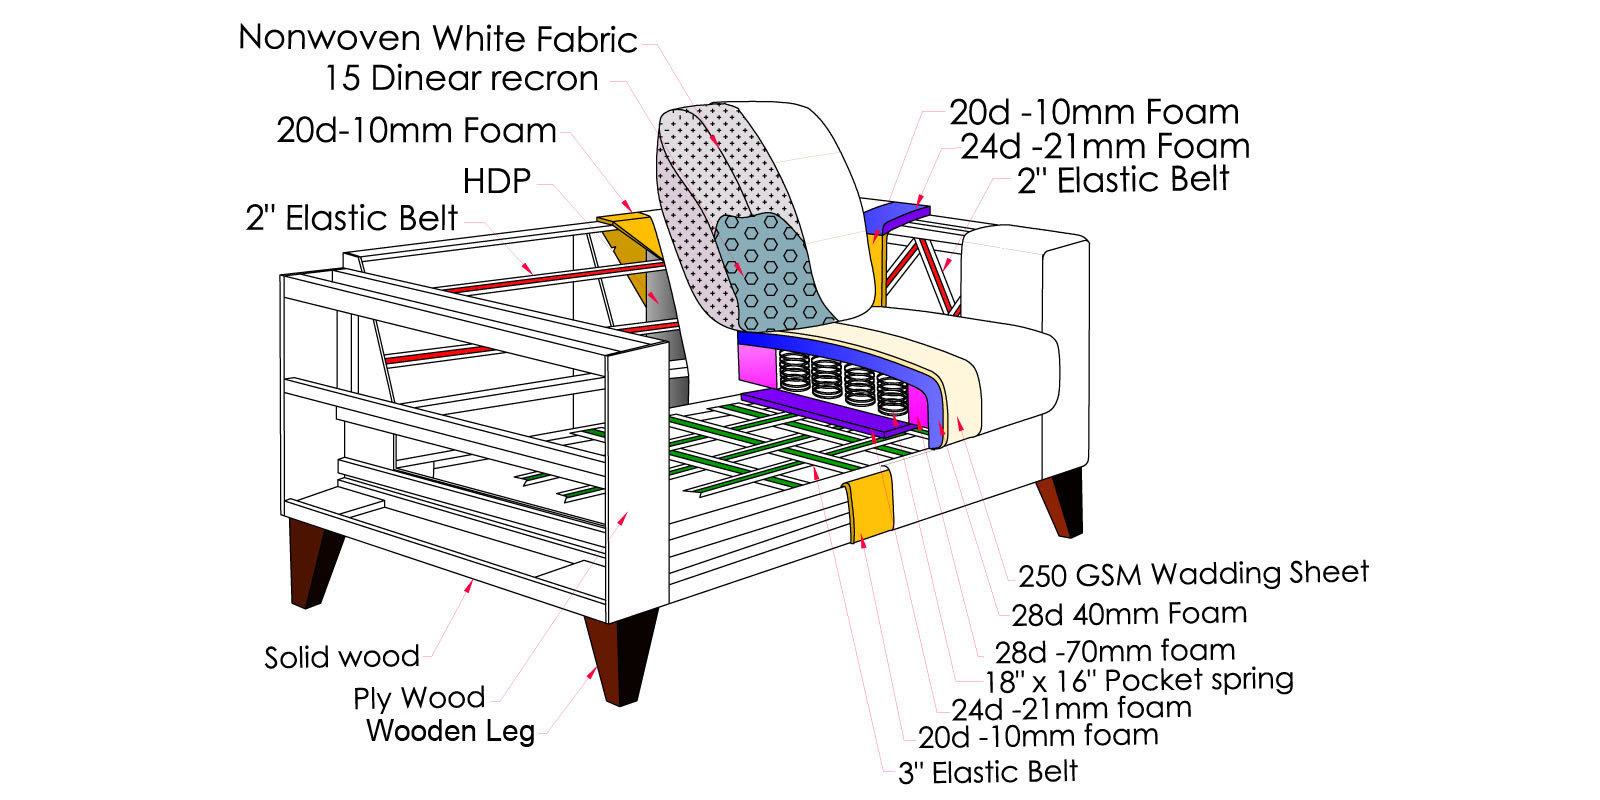 Nonwoven White Fabric
15 Dinear recron
20d-10mm Foam
HDP
2" Elastic Belt
20d -10mm Foam
24d -21mm Foam
2" Elastic Belt
250 GSM Wadding Sheet
28d 40mm Foam
28d -70mm foam
18" x 16" Pocket spring
24d -21mm foam
20d -10mm foam
3" Elastic Belt
Solid wood
Ply Wood
Wooden Leg